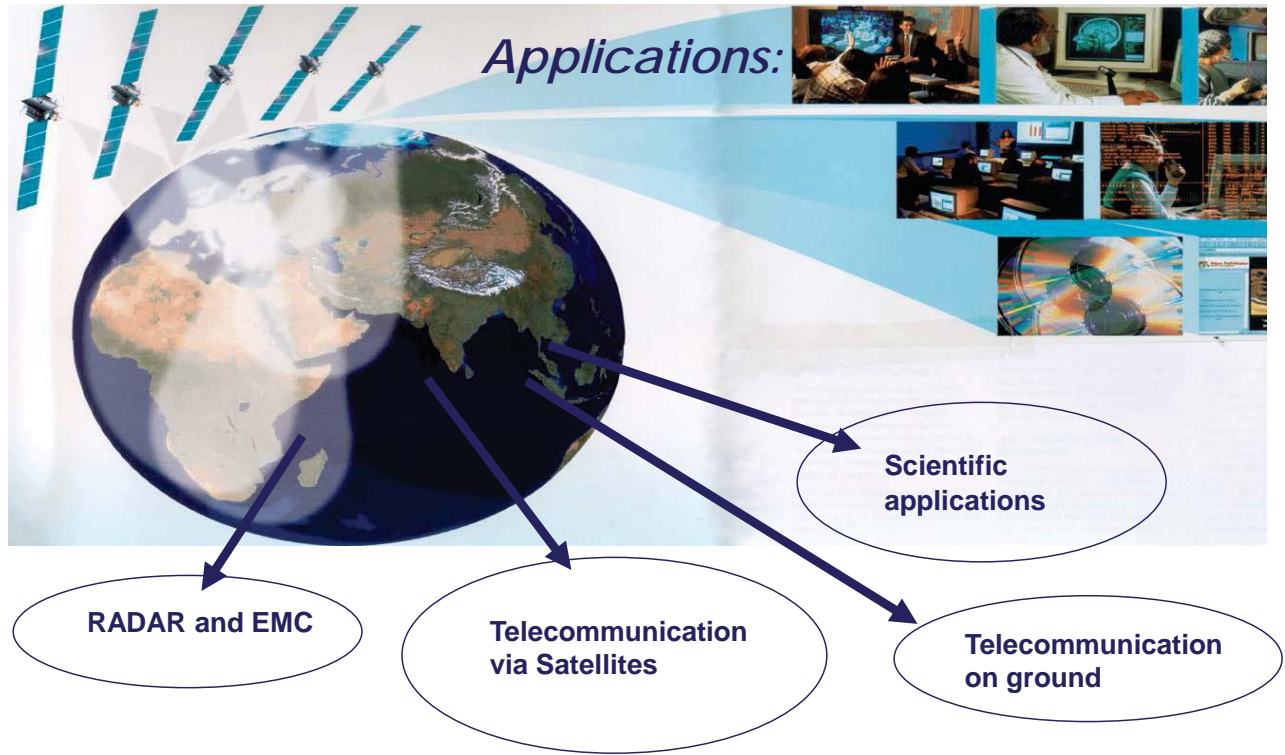 Applications:
Scientific
applications
RADAR and EMC
Telecommunication
via Satellites
Telecommunication
on ground